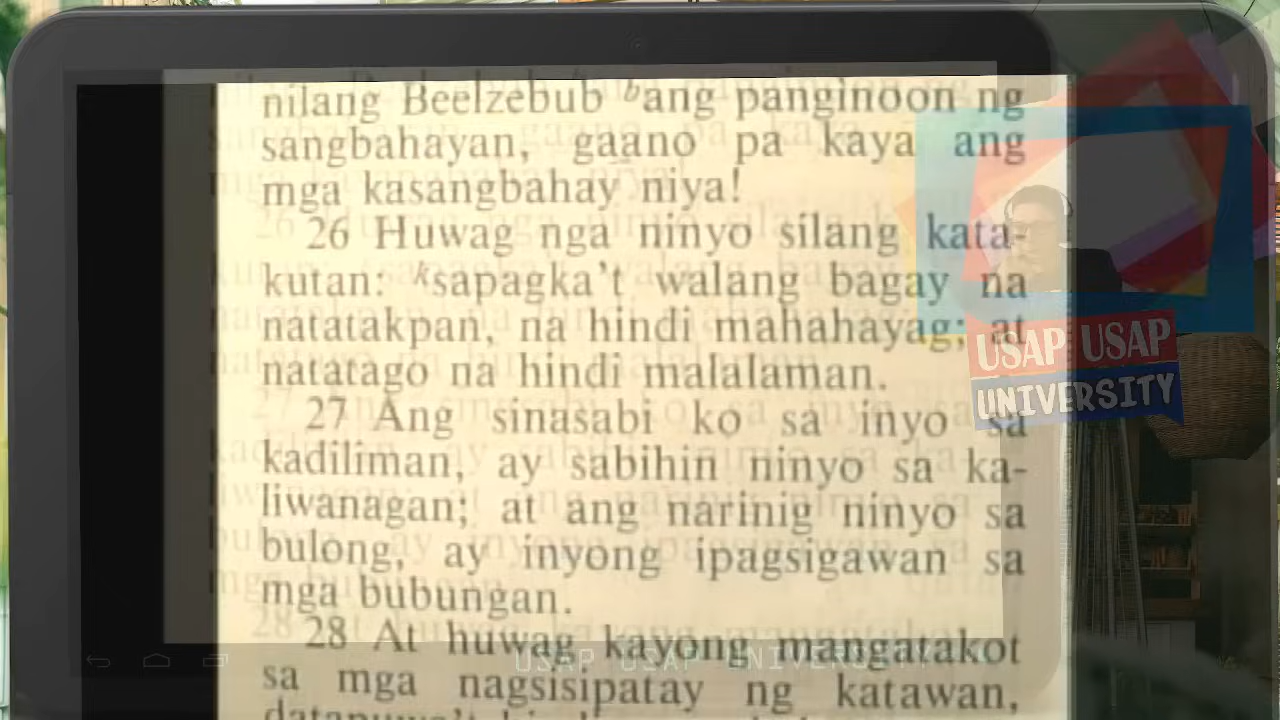 nilang Beelzebub ᵇang panginoon ng
sangbahayan, gaano pa kaya ang
mga kasangbahay niya!
26 Huwag nga ninyo silang kata-
kutan: ᵏsapagka't walang bagay na
natatakpan, na hindi mahahayag; at
natatago na hindi malalaman.
27 Ang sinasabi ko sa inyo sa
kadiliman, ay sabihin ninyo sa ka-
liwanagan; at ang narinig ninyo sa
bulong, ay inyong ipagsigawan sa
mga bubungan.
28 At huwag kayong mangatakot
sa mga nagsisipatay ng katawan,
USAP USAP
UNIVERSITY
USAP USAP UNIVERSITY